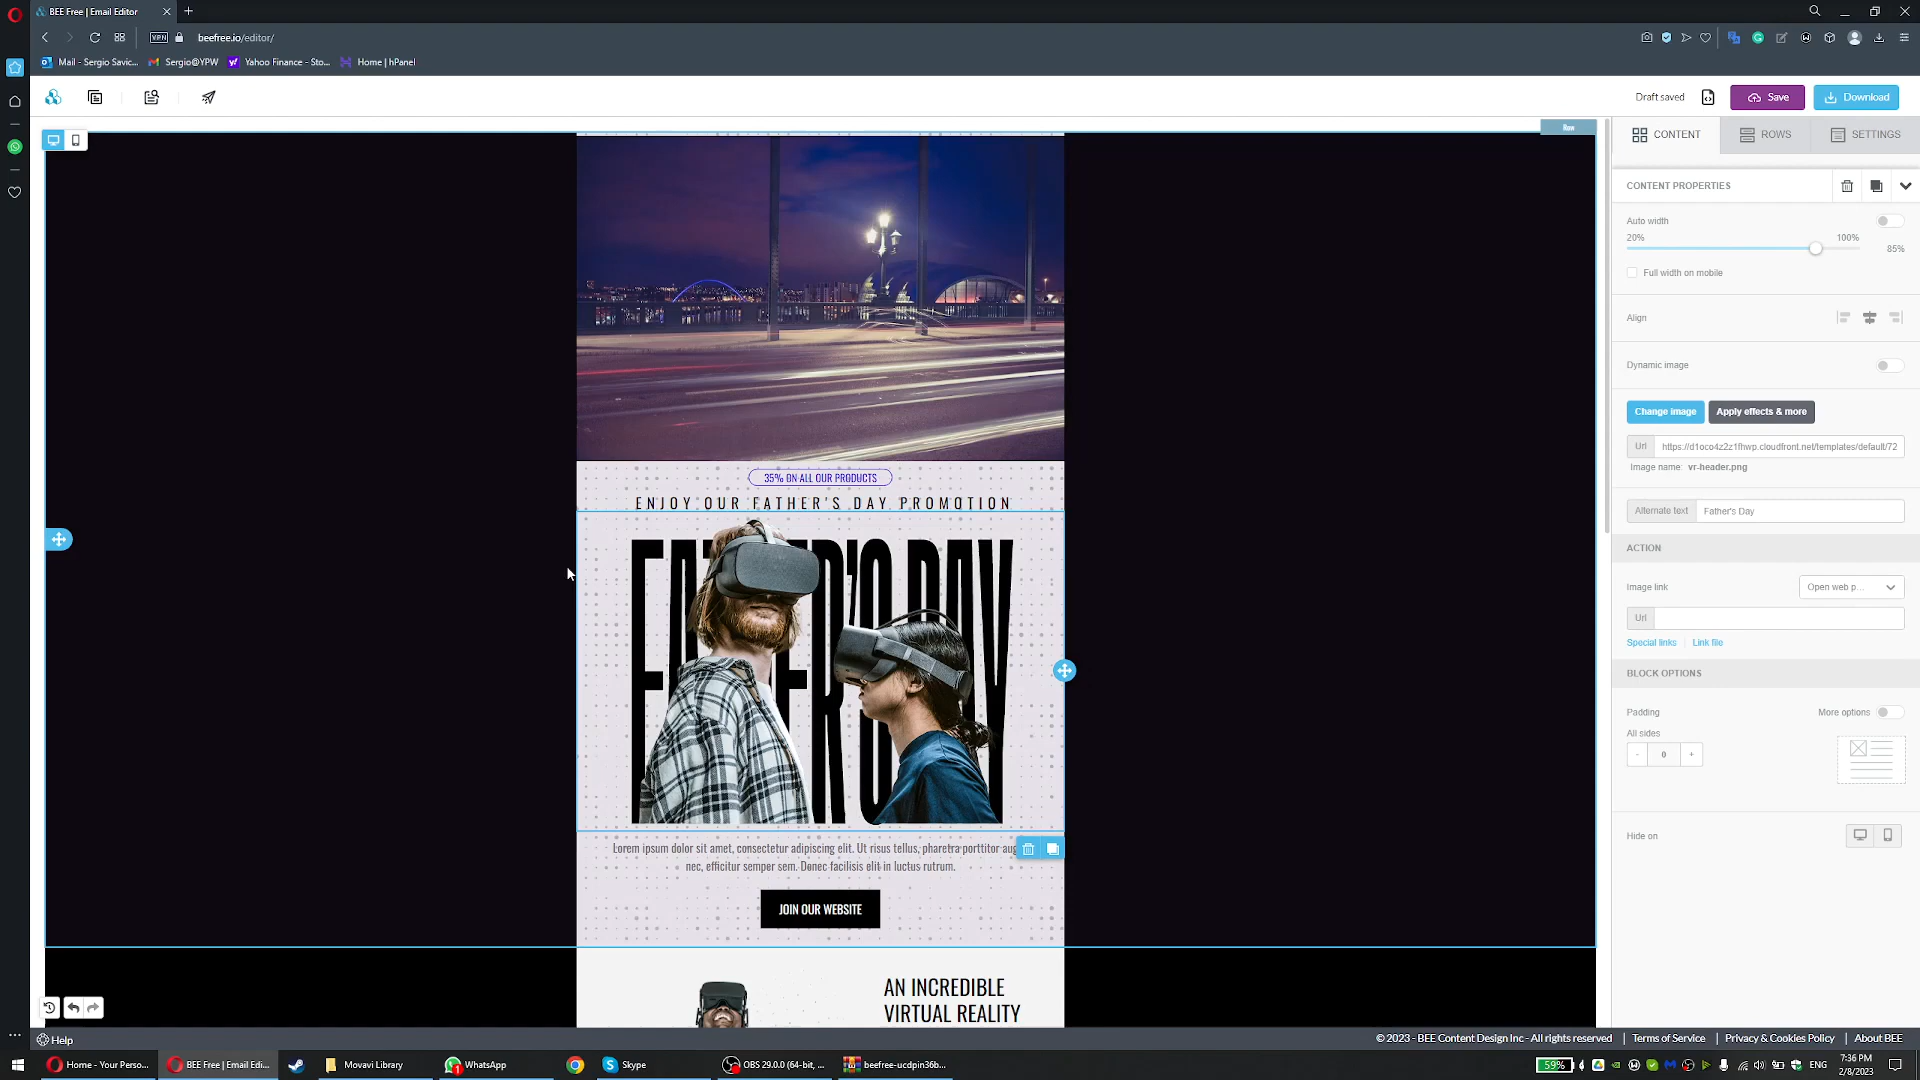 BEE Free | Email Editor
VPN
beefree.io/editor/
Mail - Sergio Savic...
Sergio@YPW
Yahoo Finance - Sto...
Home | hPanel
Draft saved
Save
Download
Row
CONTENT
ROWS
SETTINGS
CONTENT PROPERTIES
Auto width
20%
100%
85%
Full width on mobile
Align
Dynamic image
Change image
Apply effects & more
Url
https://d1oco4z2z1fhwp.cloudfront.net/templates/default/72
Image name: vr-header.png
Alternate text
Father's Day
ACTION
Image link
Open web p...
Url
Special links
Link file
BLOCK OPTIONS
Padding
More options
All sides
-
0
+
Hide on
35% ON ALL OUR PRODUCTS
ENJOY OUR FATHER'S DAY PROMOTION
FATHER'S DAY
Lorem ipsum dolor sit amet, consectetur adipiscing elit. Ut risus tellus, pharetra porttitor aug
nec, efficitur semper sem. Donec facilisis elit in luctus rutrum.
JOIN OUR WEBSITE
AN INCREDIBLE
VIRTUAL REALITY
Help
© 2023 - BEE Content Design Inc - All rights reserved
Terms of Service
Privacy & Cookies Policy
About BEE
Home - Your Perso...
BEE Free | Email Edi...
Movavi Library
1
WhatsApp
Skype
OBS 29.0.0 (64-bit, ...
beefree-ucdpin36b...
59%
ENG
7:36 PM
2/8/2023